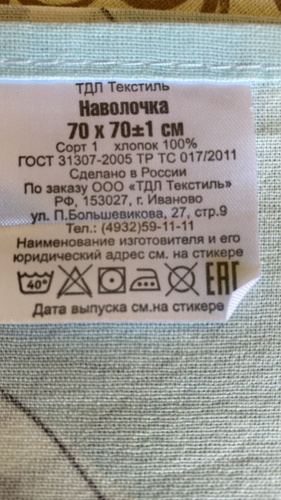 ТДЛ Текстиль
Наволочка
70 х 70±1 см
Сорт 1 хлопок 100%
ГОСТ 31307-2005 ТР ТС 017/2011
Сделано в России
По заказу ООО «ТДЛ Текстиль»
РФ, 153027, г. Иваново
ул. П.Большевикова, 27, стр.9
Тел.: (4932)59-11-11
Наименование изготовителя и его
юридический адрес см. на стикере
40° EAC
Дата выпуска см.на стикере